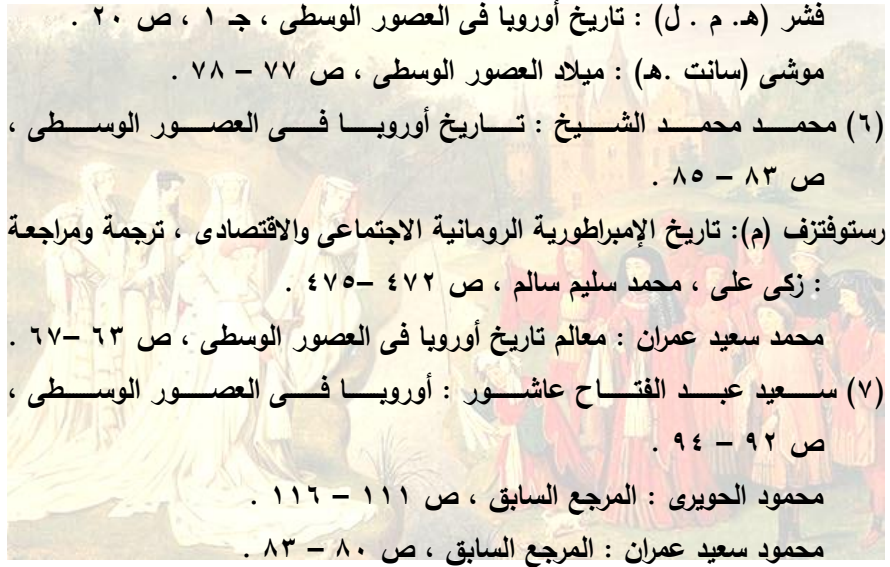 فشر (هـ. م . ل) : تاريخ أوروبا فى العصور الوسطى ، جـ ١ ، ص ٢٠ .
موشى (سانت .هـ) : ميلاد العصور الوسطى ، ص ٧٧ – ٧٨ .
(٦) محمد محمد الشيخ : تاريخ أوروبا فى العصور الوسطى ،
ص ٨٣ – ٨٥ .
رستوفتزف (م): تاريخ الإمبراطورية الرومانية الاجتماعى والاقتصادى ، ترجمة ومراجعة
: زكى على ، محمد سليم سالم ، ص ٤٧٢ –٤٧٥ .
محمد سعيد عمران : معالم تاريخ أوروبا فى العصور الوسطى ، ص ٦٣ –٦٧ .
(٧) سعيد عبد الفتاح عاشور : أوروبا فى العصور الوسطى ،
ص ٩٢ – ٩٤ .
محمود الحويرى : المرجع السابق ، ص ١١١ – ١١٦ .
محمود سعيد عمران : المرجع السابق ، ص ٨٠ – ٨٣ .